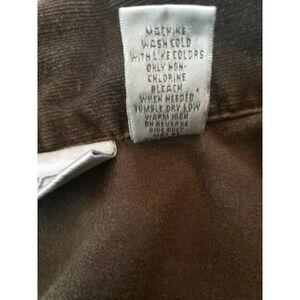 MACHINE
WASH COLD
WITH LIKE COLORS
ONLY NON-
CHLORINE
BLEACH
WHEN NEEDED
TUMBLE DRY LOW
WARM IRON
ON REVERSE
SIDE ONLY